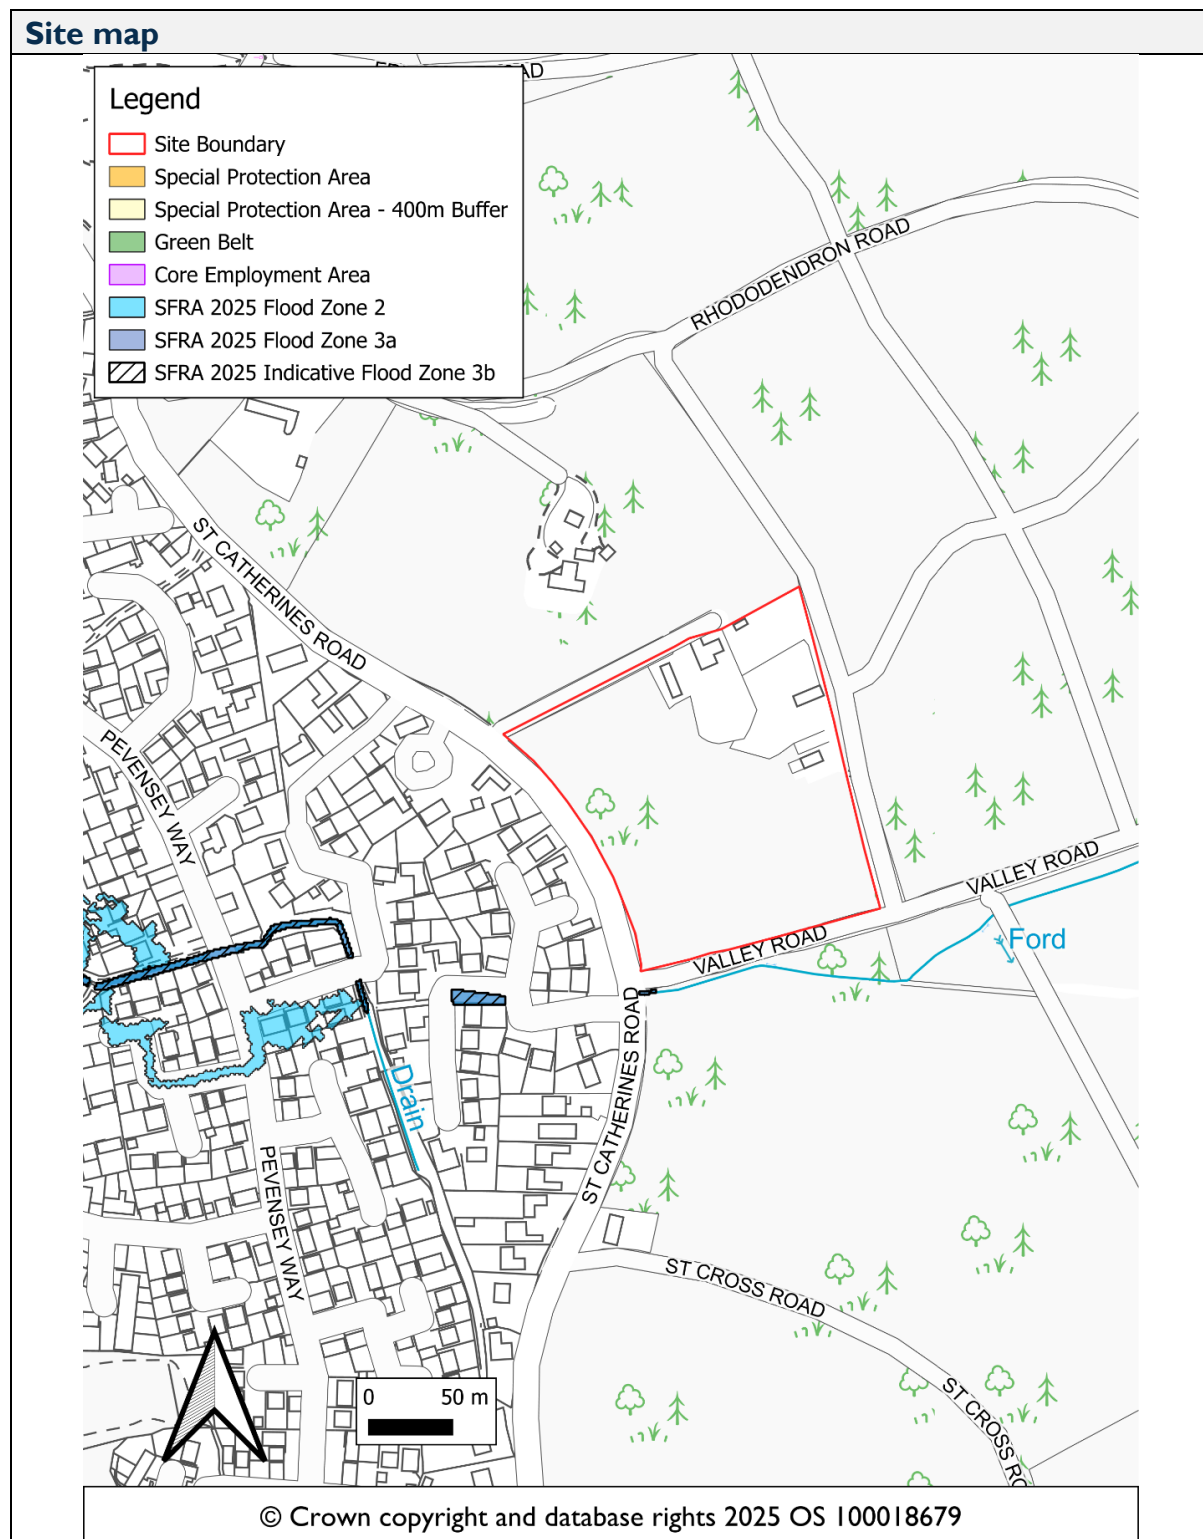 Site map
Legend
Site Boundary
Special Protection Area
Special Protection Area - 400m Buffer
Green Belt
Core Employment Area
SFRA 2025 Flood Zone 2
SFRA 2025 Flood Zone 3a
SFRA 2025 Indicative Flood Zone 3b
RHODODENDRON ROAD
ST CATHERINES ROAD
PEVENSEY WAY
VALLEY ROAD
VALLEY ROAD
Ford
ST CATHERINES ROAD
Drain
PEVENSEY WAY
ST CROSS ROAD
ST CROSS RO
0 50 m
© Crown copyright and database rights 2025 OS 100018679